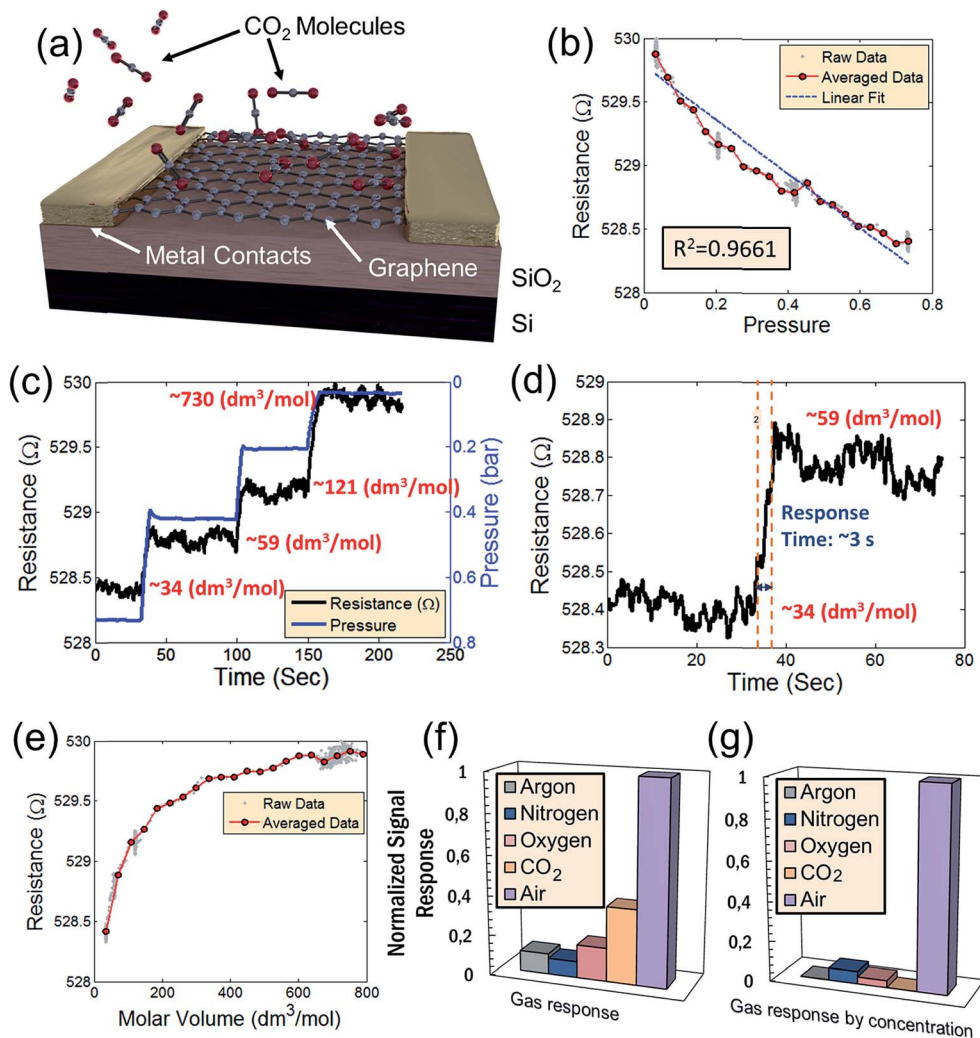 (a)
CO2 Molecules
Metal Contacts
Graphene
SiO2
Si
(b)
530
529.5
529
528.5
528
Resistance (Ω)
Raw Data
Averaged Data
Linear Fit
R²=0.9661
0
0.2
0.4
0.6
0.8
Pressure
(c)
530
529.5
529
528.5
528
Resistance (Ω)
~730 (dm³/mol)
~121 (dm³/mol)
~59 (dm³/mol)
~34 (dm³/mol)
Resistance (Ω)
Pressure
0
0.2
0.4
0.6
0.8
Pressure (bar)
0
50
100
150
200
250
Time (Sec)
(d)
529
528.9
528.8
528.7
528.6
528.5
528.4
528.3
Resistance (Ω)
2
~59 (dm³/mol)
Response
Time: ~3 s
~34 (dm³/mol)
0
20
40
60
80
Time (Sec)
(e)
530
529.5
529
528.5
528
Resistance (Ω)
Raw Data
Averaged Data
0
200
400
600
800
Molar Volume (dm³/mol)
(f)
Normalized Signal
Response
1
0,8
0,6
0,4
0,2
0
Argon
Nitrogen
Oxygen
CO2
Air
Gas response
(g)
1
0,8
0,6
0,4
0,2
0
Argon
Nitrogen
Oxygen
CO2
Air
Gas response by concentration